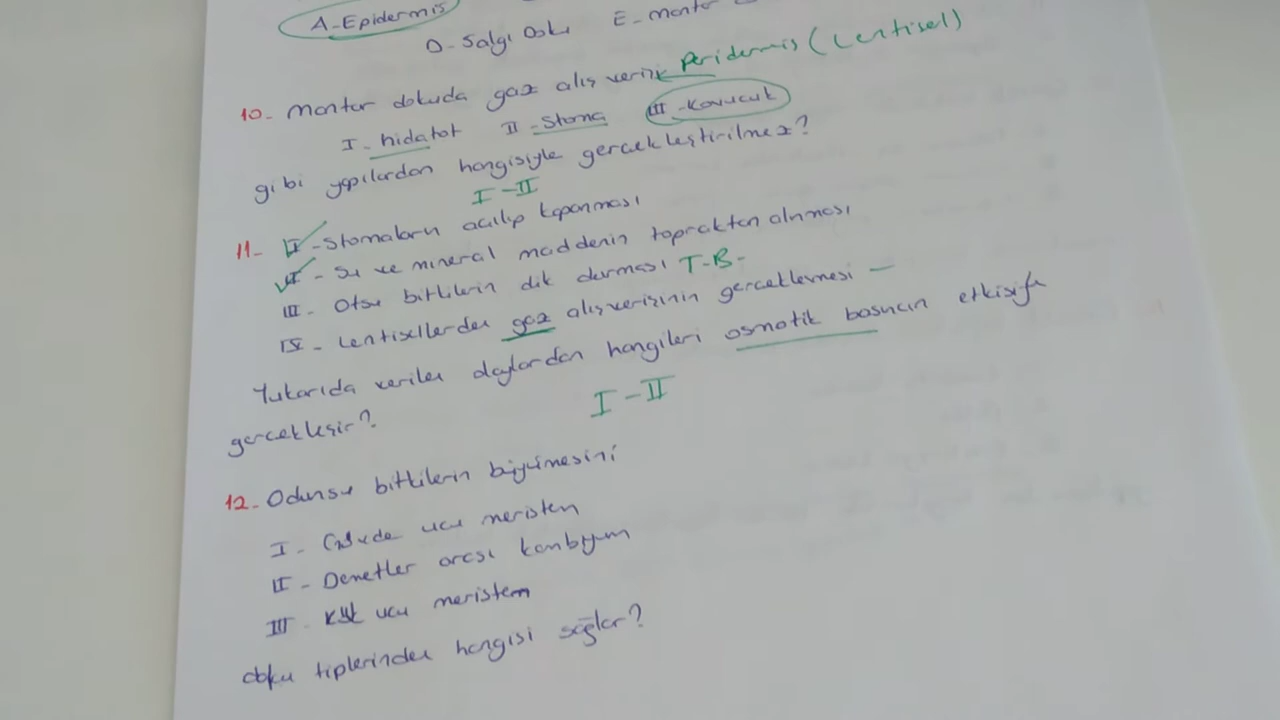 A-Epidermis
D- Salgı Doku E- mantar
10- mantar dokuda gaz alış verişi Peridermis (Lentisel)
I- hidatot II-Stoma III-Kovucuk
gibi yapılardan hangisiyle gerçekleştirilmez?
I-II
11- I-Stomaların açılıp kapanması
II- Su ve mineral maddenin topraktan alınması
III- Otsu bitkilerin dik durması T-B-
IV- Lentisellerden gaz alışverişinin gerçeklemesi -
Yukarıda verilen olaylardan hangileri osmotik basıncın etkisiyle
gerçekleşir?
I-II
12- Odunsu bitkilerin büyümesini
I- Gövde ucu meristem
II- Demetler arası kambiyum
III- Kök ucu meristem
doku tiplerinden hangisi sağlar?